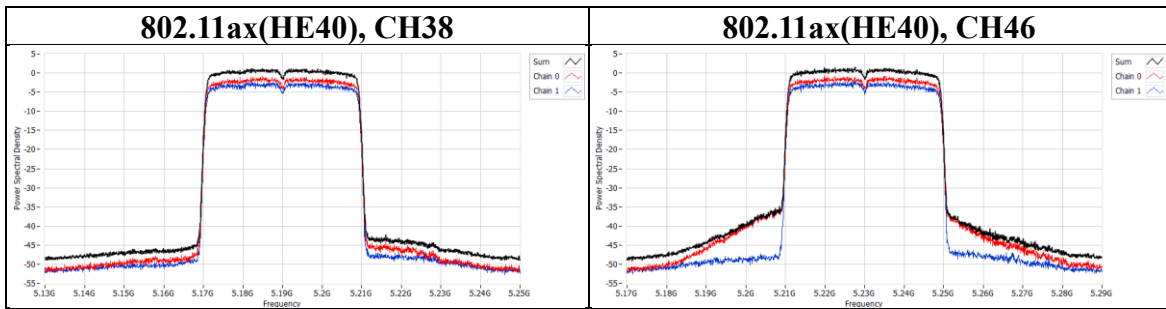 802.11ax(HE40), CH38
802.11ax(HE40), CH46
5
0
-5
-10
-15
-20
-25
-30
-35
-40
-45
-50
-55
Power Spectral Density
5.13G 5.14G 5.15G 5.16G 5.17G 5.18G 5.19G 5.2G 5.21G 5.22G 5.23G 5.24G 5.25G
Frequency
Sum
Chain 0
Chain 1
5
0
-5
-10
-15
-20
-25
-30
-35
-40
-45
-50
-55
Power Spectral Density
5.17G 5.18G 5.19G 5.2G 5.21G 5.22G 5.23G 5.24G 5.25G 5.26G 5.27G 5.28G 5.29G
Frequency
Sum
Chain 0
Chain 1